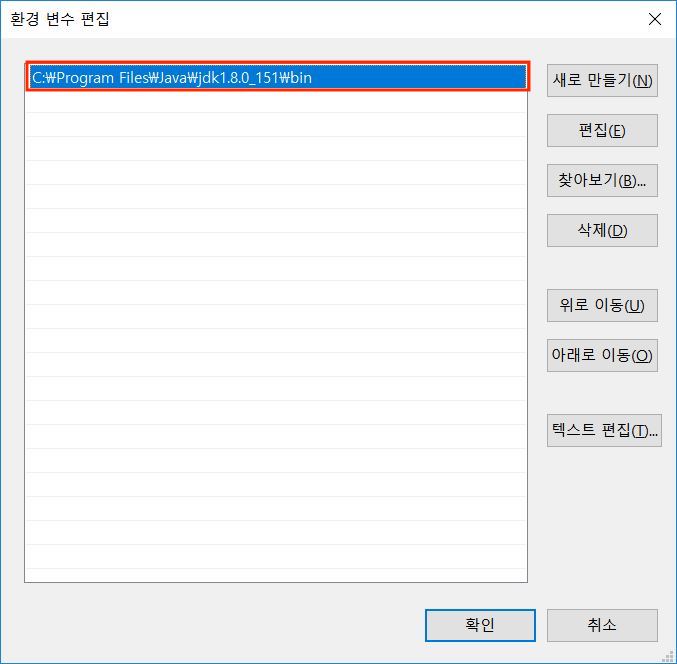 환경 변수 편집
C:₩Program Files₩Java₩jdk1.8.0_151₩bin
새로 만들기(N)
편집(E)
찾아보기(B)...
삭제(D)
위로 이동(U)
아래로 이동(O)
텍스트 편집(T)...
확인
취소